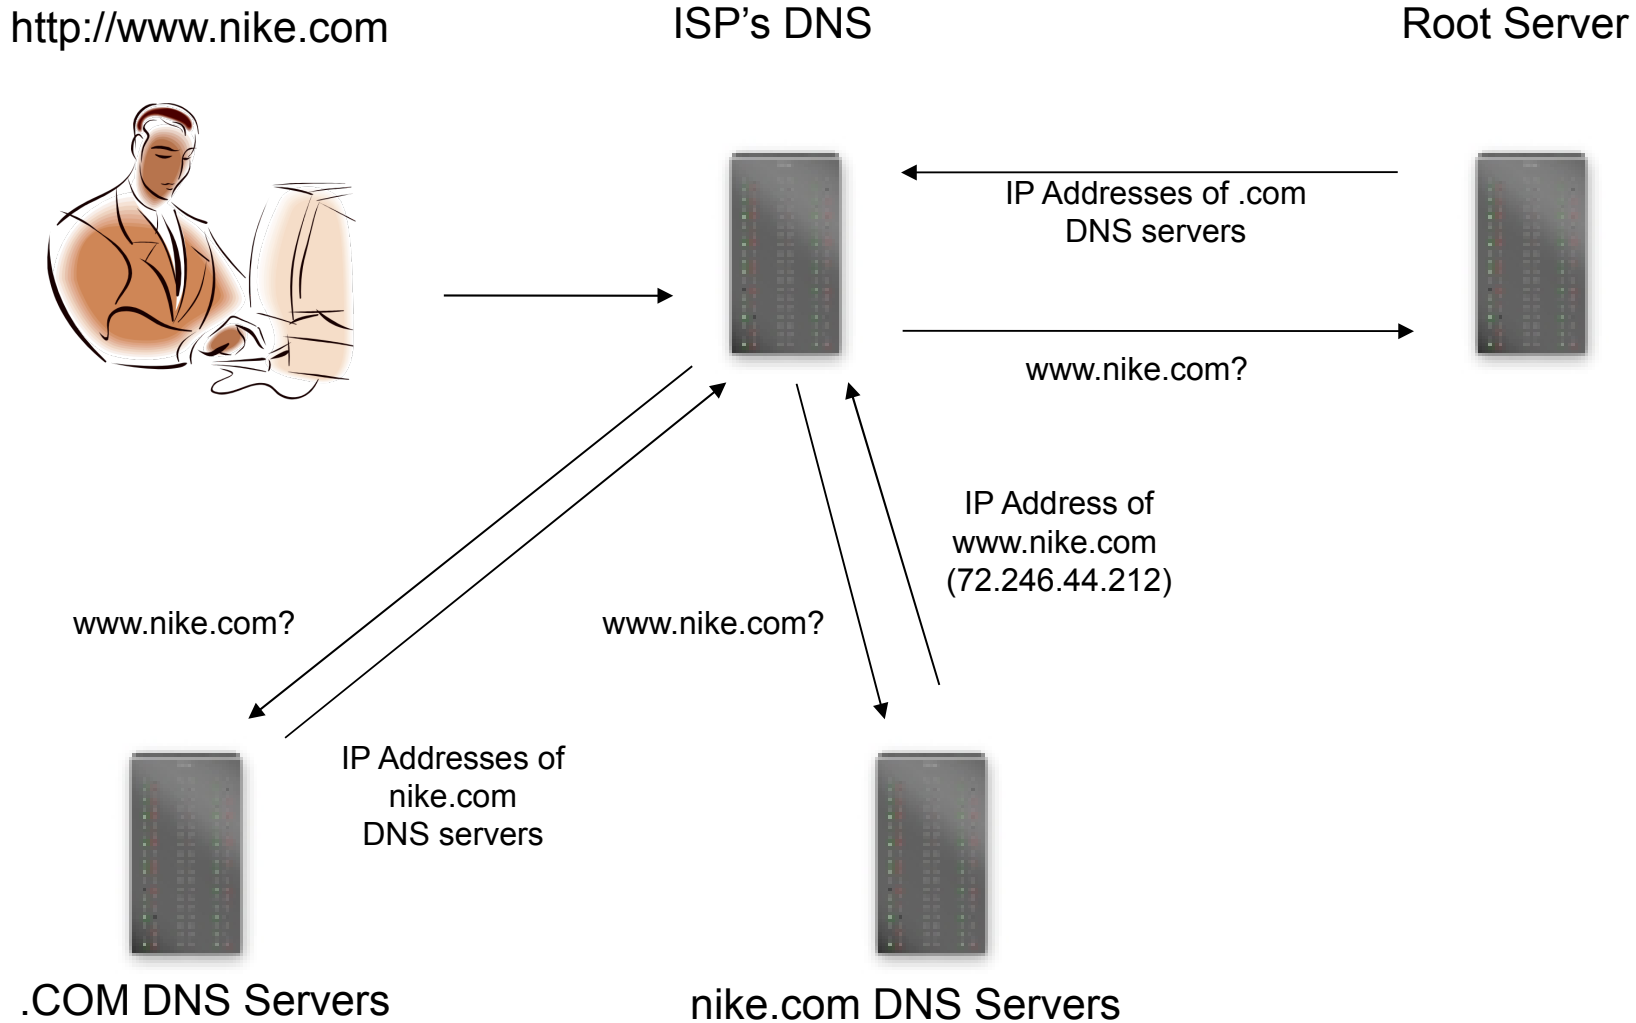 http://www.nike.com
ISP's DNS
Root Server
IP Addresses of .com
DNS servers
www.nike.com?
IP Address of
www.nike.com
(72.246.44.212)
www.nike.com?
www.nike.com?
IP Addresses of
nike.com
DNS servers
.COM DNS Servers
nike.com DNS Servers